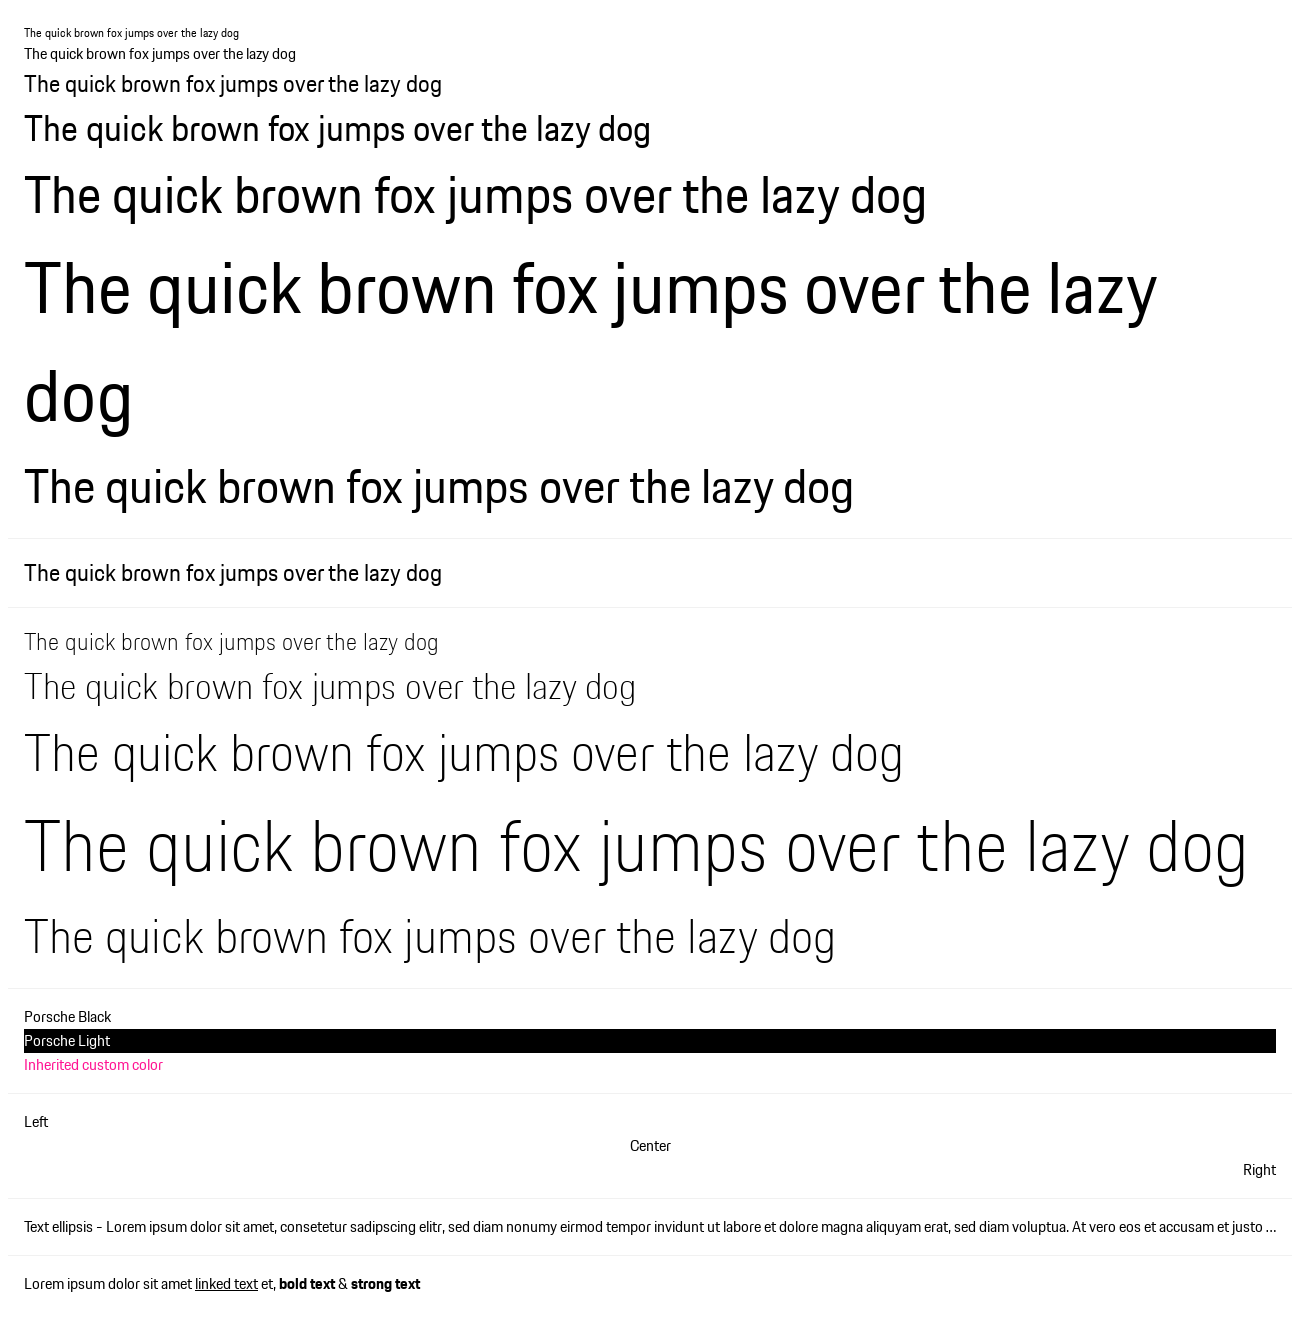 The quick brown fox jumps over the lazy dog
The quick brown fox jumps over the lazy dog
The quick brown fox jumps over the lazy dog
The quick brown fox jumps over the lazy dog
The quick brown fox jumps over the lazy dog
The quick brown fox jumps over the lazy
dog
The quick brown fox jumps over the lazy dog
The quick brown fox jumps over the lazy dog
The quick brown fox jumps over the lazy dog
The quick brown fox jumps over the lazy dog
The quick brown fox jumps over the lazy dog
The quick brown fox jumps over the lazy dog
The quick brown fox jumps over the lazy dog
Porsche Black
Porsche Light
Inherited custom color
Left
Center
Right
Text ellipsis - Lorem ipsum dolor sit amet, consetetur sadipscing elitr, sed diam nonumy eirmod tempor invidunt ut labore et dolore magna aliquyam erat, sed diam voluptua. At vero eos et accusam et justo …
Lorem ipsum dolor sit amet linked text et, bold text & strong text